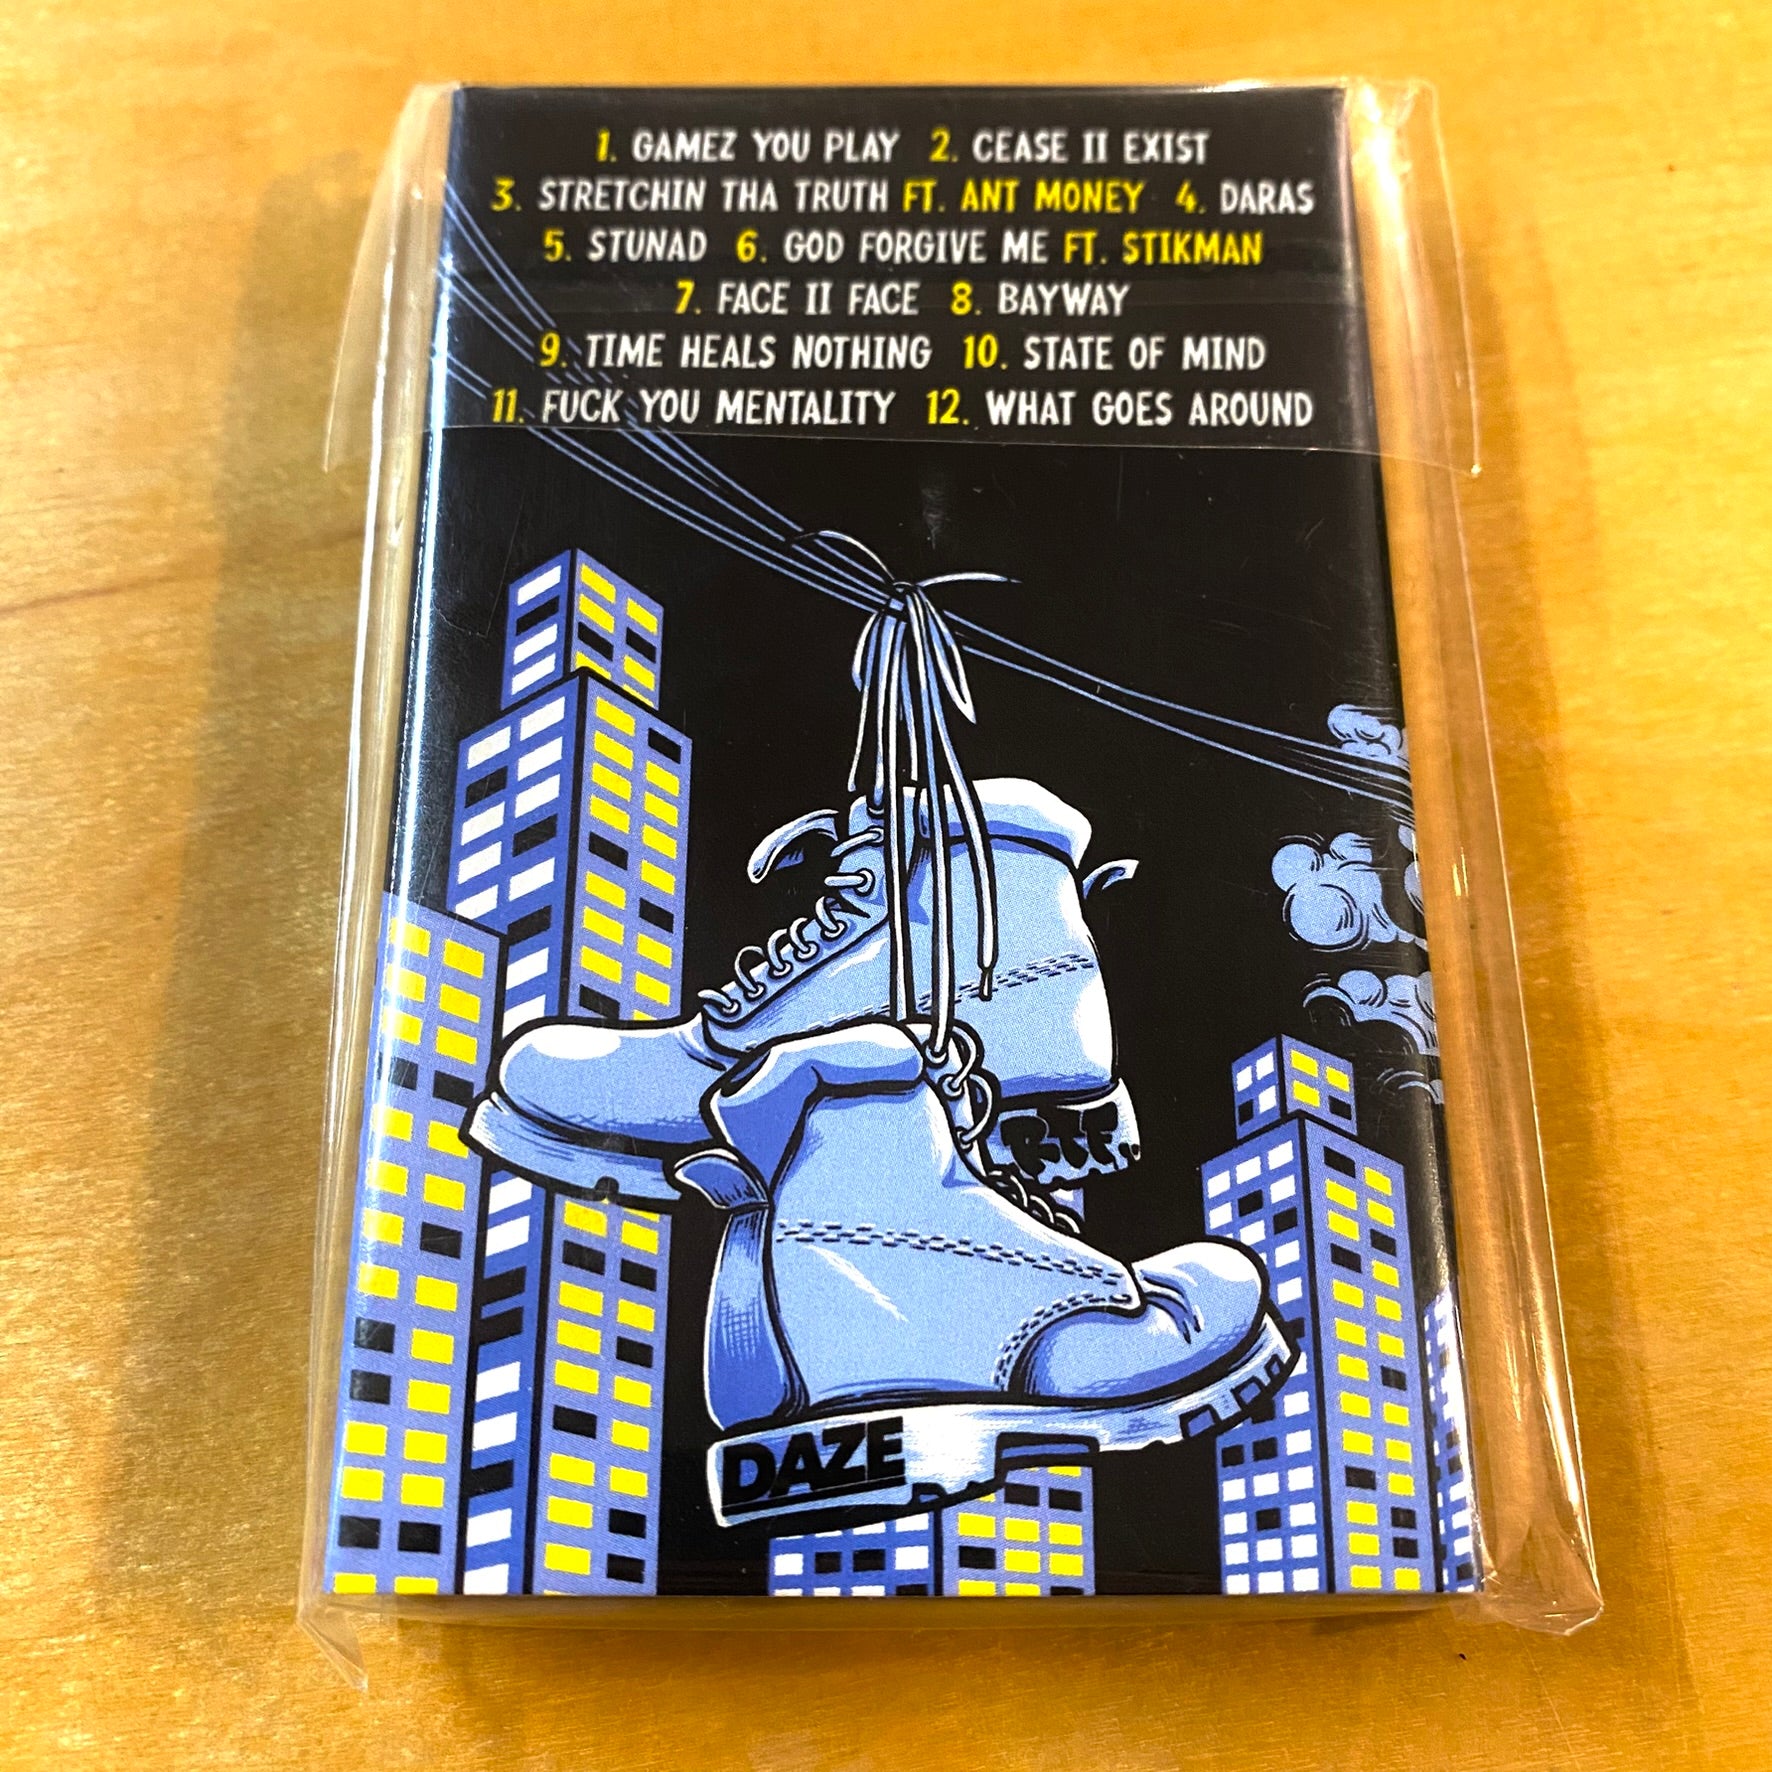 1. GAMEZ YOU PLAY 2. CEASE II EXIST
3. STRETCHIN THA TRUTH FT. ANT MONEY 4. DARAS
5. STUNAD 6. GOD FORGIVE ME FT. STIKMAN
7. FACE II FACE 8. BAYWAY
9. TIME HEALS NOTHING 10. STATE OF MIND
11. FUCK YOU MENTALITY 12. WHAT GOES AROUND
RTF
DAZE